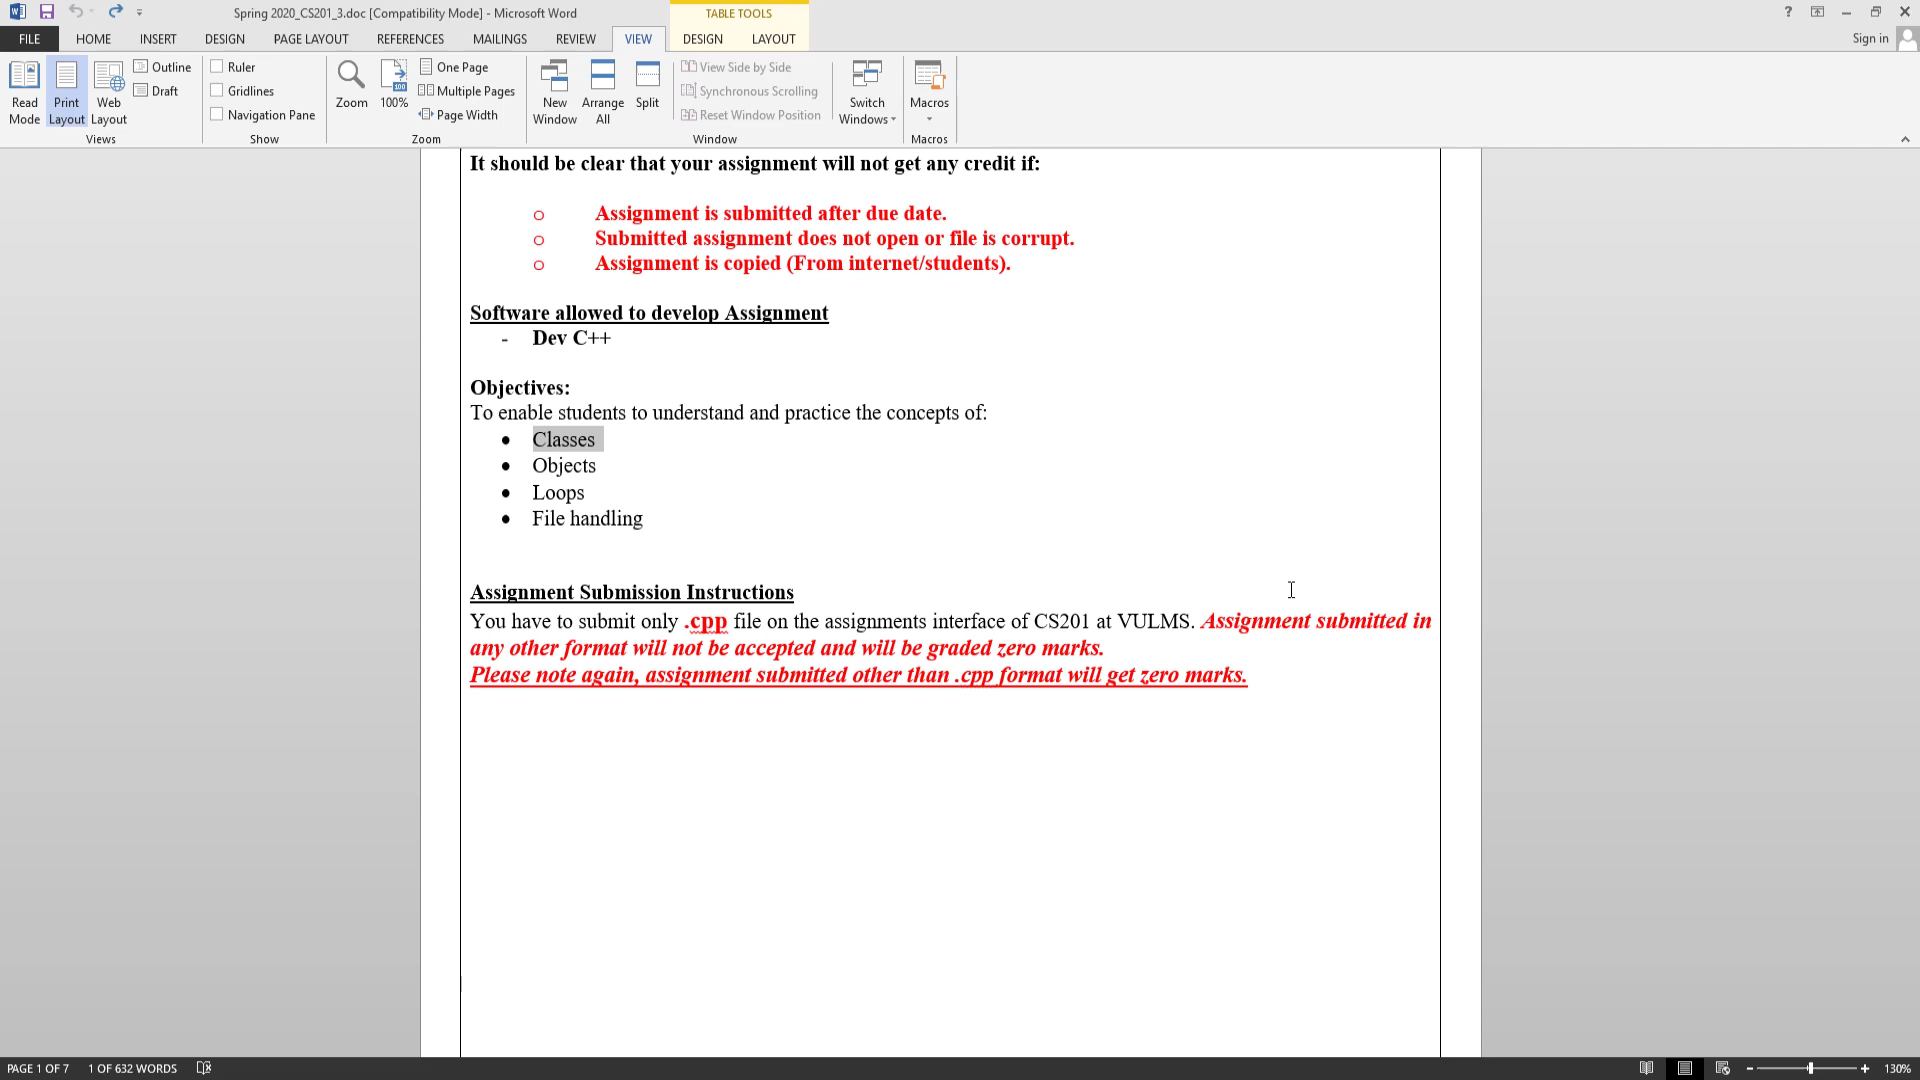 Spring 2020_CS201_3.doc [Compatibility Mode] - Microsoft Word
TABLE TOOLS
?
FILE HOME INSERT DESIGN PAGE LAYOUT REFERENCES MAILINGS REVIEW VIEW DESIGN LAYOUT Sign in
Read Mode
Print Layout
Web Layout
Outline
Draft
Views
Ruler
Gridlines
Navigation Pane
Show
Zoom
100%
One Page
Multiple Pages
Page Width
Zoom
New Window
Arrange All
Split
View Side by Side
Synchronous Scrolling
Reset Window Position
Window
Switch Windows
Macros
Macros
It should be clear that your assignment will not get any credit if:
o Assignment is submitted after due date.
o Submitted assignment does not open or file is corrupt.
o Assignment is copied (From internet/students).
Software allowed to develop Assignment
- Dev C++
Objectives:
To enable students to understand and practice the concepts of:
• Classes
• Objects
• Loops
• File handling
Assignment Submission Instructions
You have to submit only .cpp file on the assignments interface of CS201 at VULMS. Assignment submitted in
any other format will not be accepted and will be graded zero marks.
Please note again, assignment submitted other than .cpp format will get zero marks.
PAGE 1 OF 7 1 OF 632 WORDS 130%